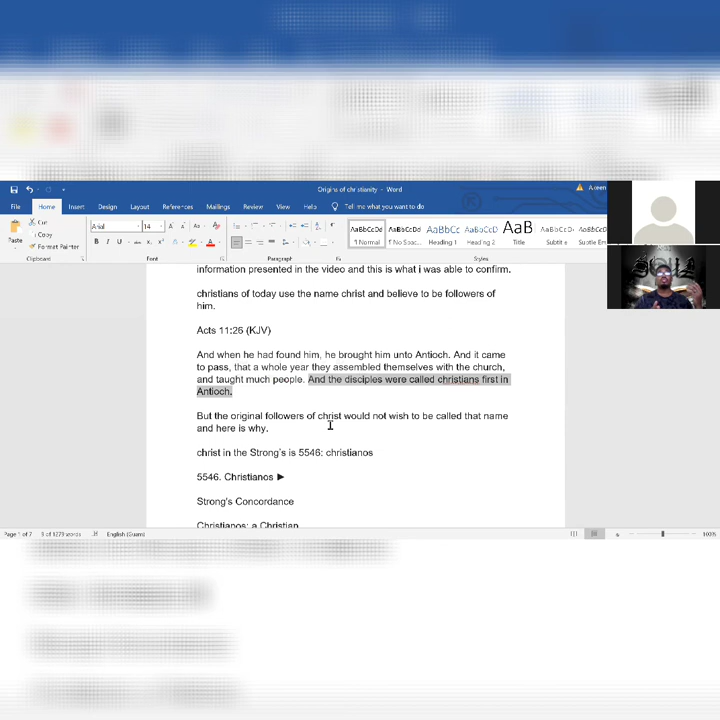 Origins of christianity - Word
Axeen
File Home Insert Design Layout References Mailings Review View Help Tell me what you want to do
Paste
Cut
Copy
Format Painter
Arial 14
B I U
AaBbCcDd AaBbCcDd AaBbCc AaBbCcC AaB AaBbCcD AaBbCcDd
¶ Normal ¶ No Spac... Heading 1 Heading 2 Title Subtitle Subtle Em
Clipboard Font Paragraph Styles
information presented in the video and this is what i was able to confirm.
christians of today use the name christ and believe to be followers of
him.
Acts 11:26 (KJV)
And when he had found him, he brought him unto Antioch. And it came
to pass, that a whole year they assembled themselves with the church,
and taught much people. And the disciples were called christians first in
Antioch.
But the original followers of christ would not wish to be called that name
and here is why.
christ in the Strong's is 5546: christianos
5546. Christianos ►
Strong's Concordance
Christianos: a Christian
Page 1 of 7 1279 words English (Guam) 100%